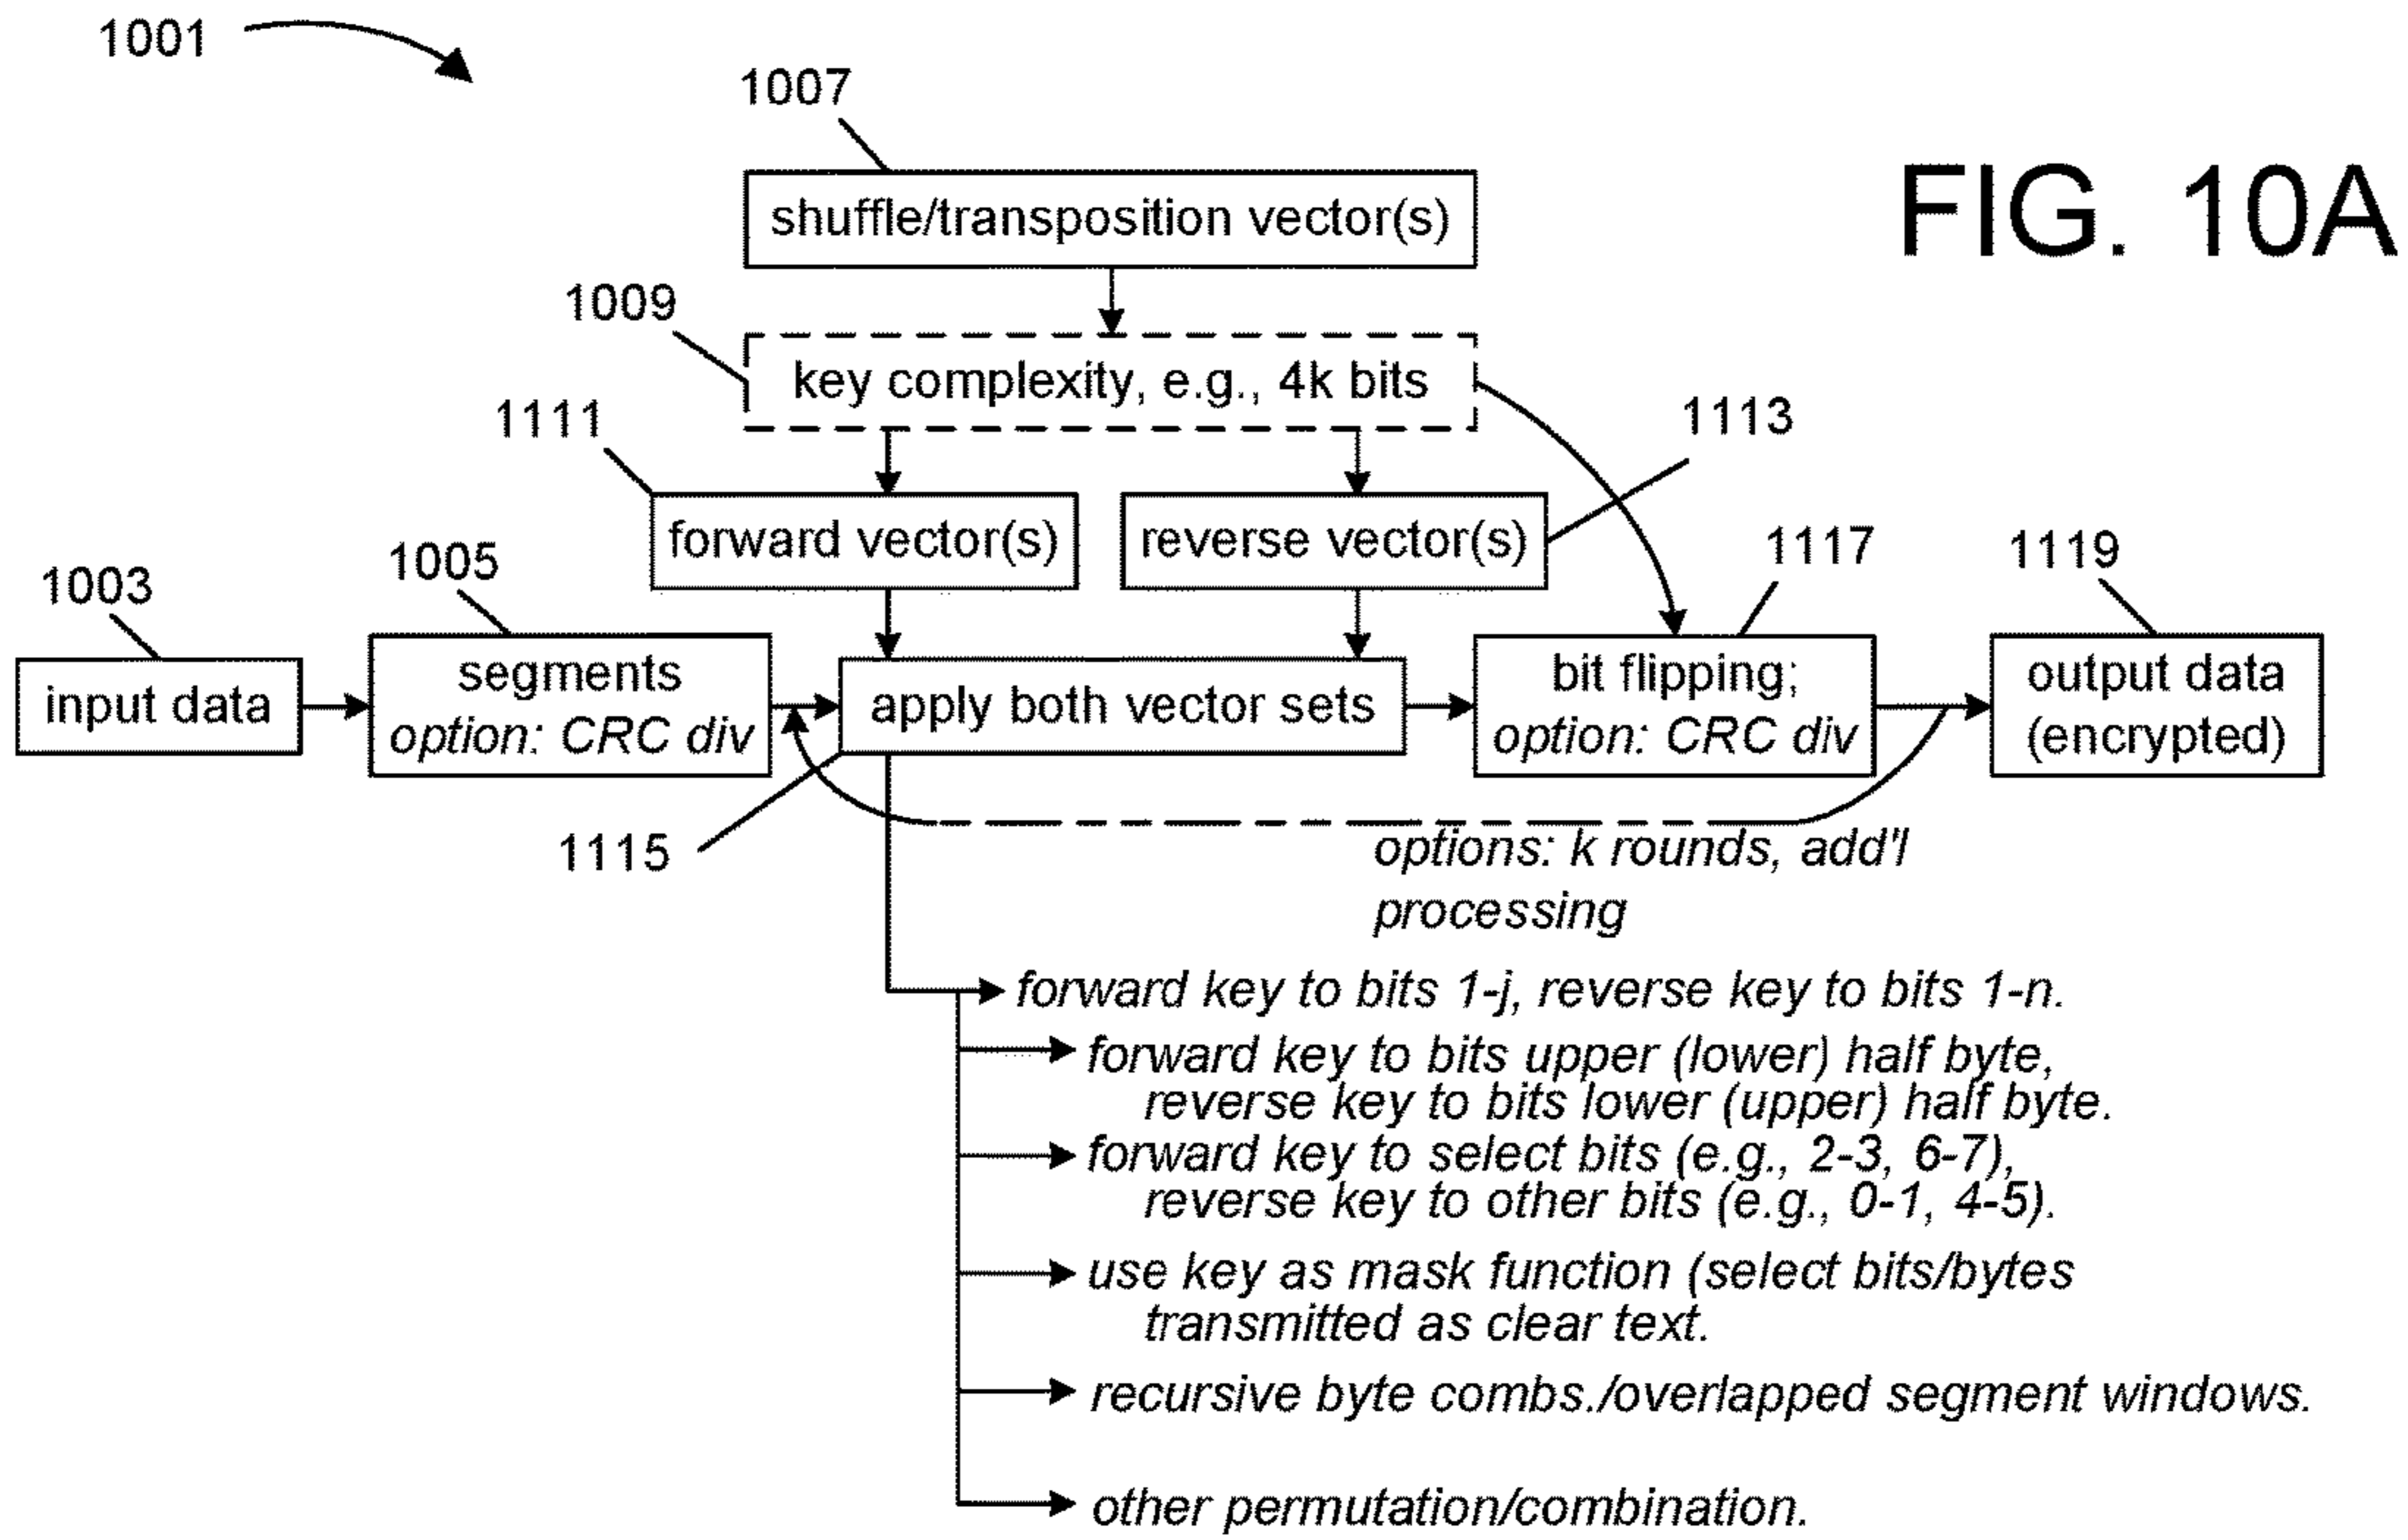 1001
1007
FIG. 10A
shuffle/transposition vector(s)
1009
key complexity, e.g., 4k bits
1111
1113
forward vector(s)
reverse vector(s)
1003
1005
1117
1119
input data
segments
option: CRC div
apply both vector sets
bit flipping;
option: CRC div
output data
(encrypted)
1115
options: k rounds, add'l
processing
forward key to bits 1-j, reverse key to bits 1-n.
forward key to bits upper (lower) half byte,
reverse key to bits lower (upper) half byte.
forward key to select bits (e.g., 2-3, 6-7),
reverse key to other bits (e.g., 0-1, 4-5).
use key as mask function (select bits/bytes
transmitted as clear text.
recursive byte combs./overlapped segment windows.
other permutation/combination.